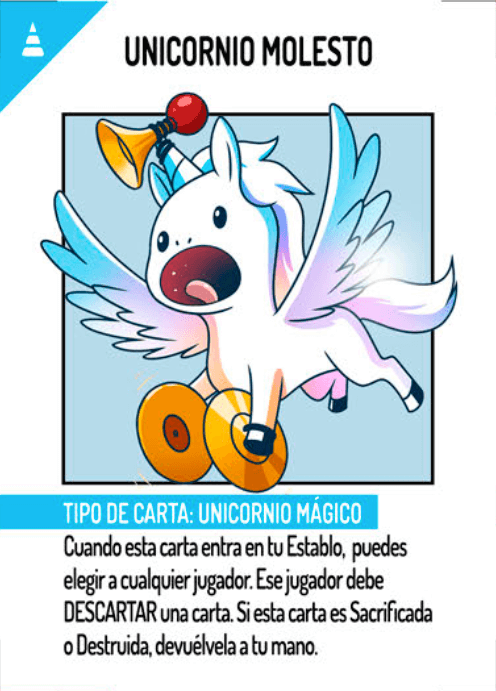 UNICORNIO MOLESTO
TIPO DE CARTA: UNICORNIO MÁGICO
Cuando esta carta entra en tu Establo, puedes
elegir a cualquier jugador. Ese jugador debe
DESCARTAR una carta. Si esta carta es Sacrificada
o Destruida, devuélvela a tu mano.